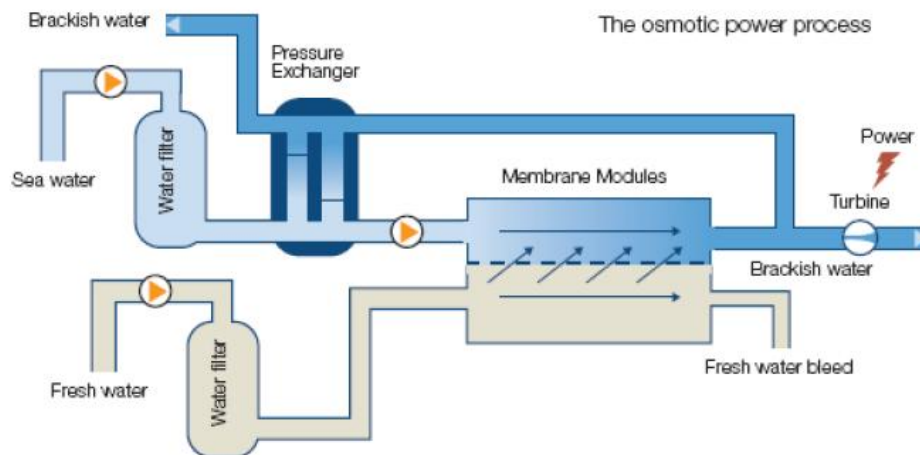 Brackish water
The osmotic power process
Pressure
Exchanger
Power
Sea water
Water filter
Membrane Modules
Turbine
Brackish water
Fresh water
Water filter
Fresh water bleed